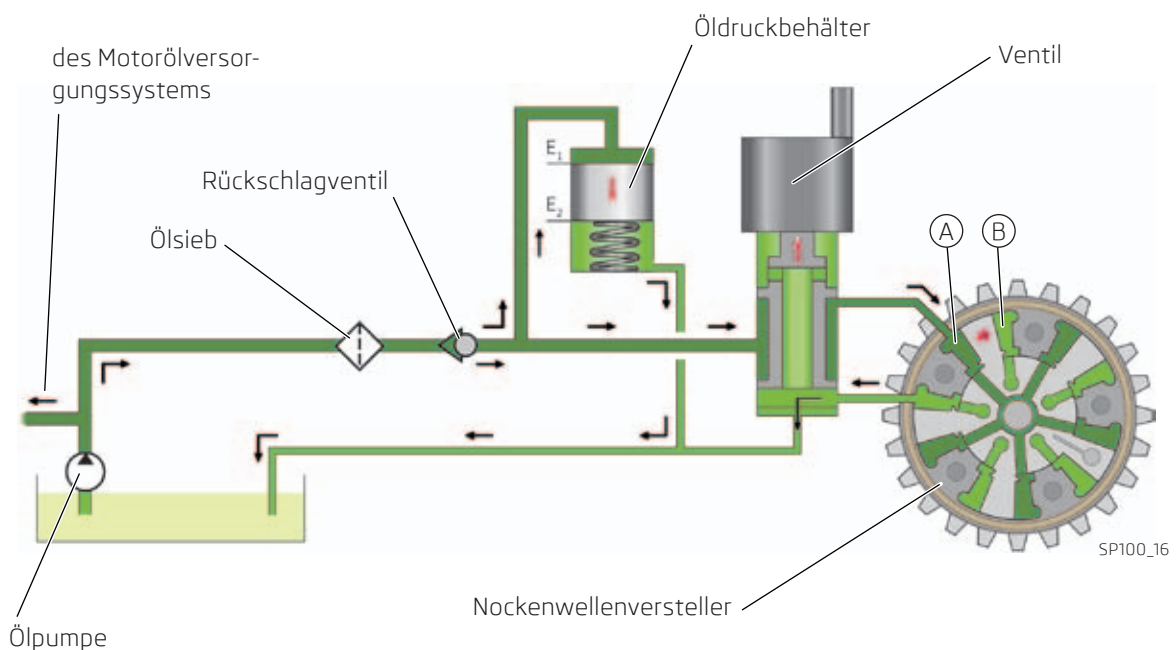 Öldruckbehälter
Ventil
des Motorölversor-
gungssystems
E₁
Rückschlagventil
E₂
Ölsieb
A
B
SP100_16
Nockenwellenversteller
Ölpumpe